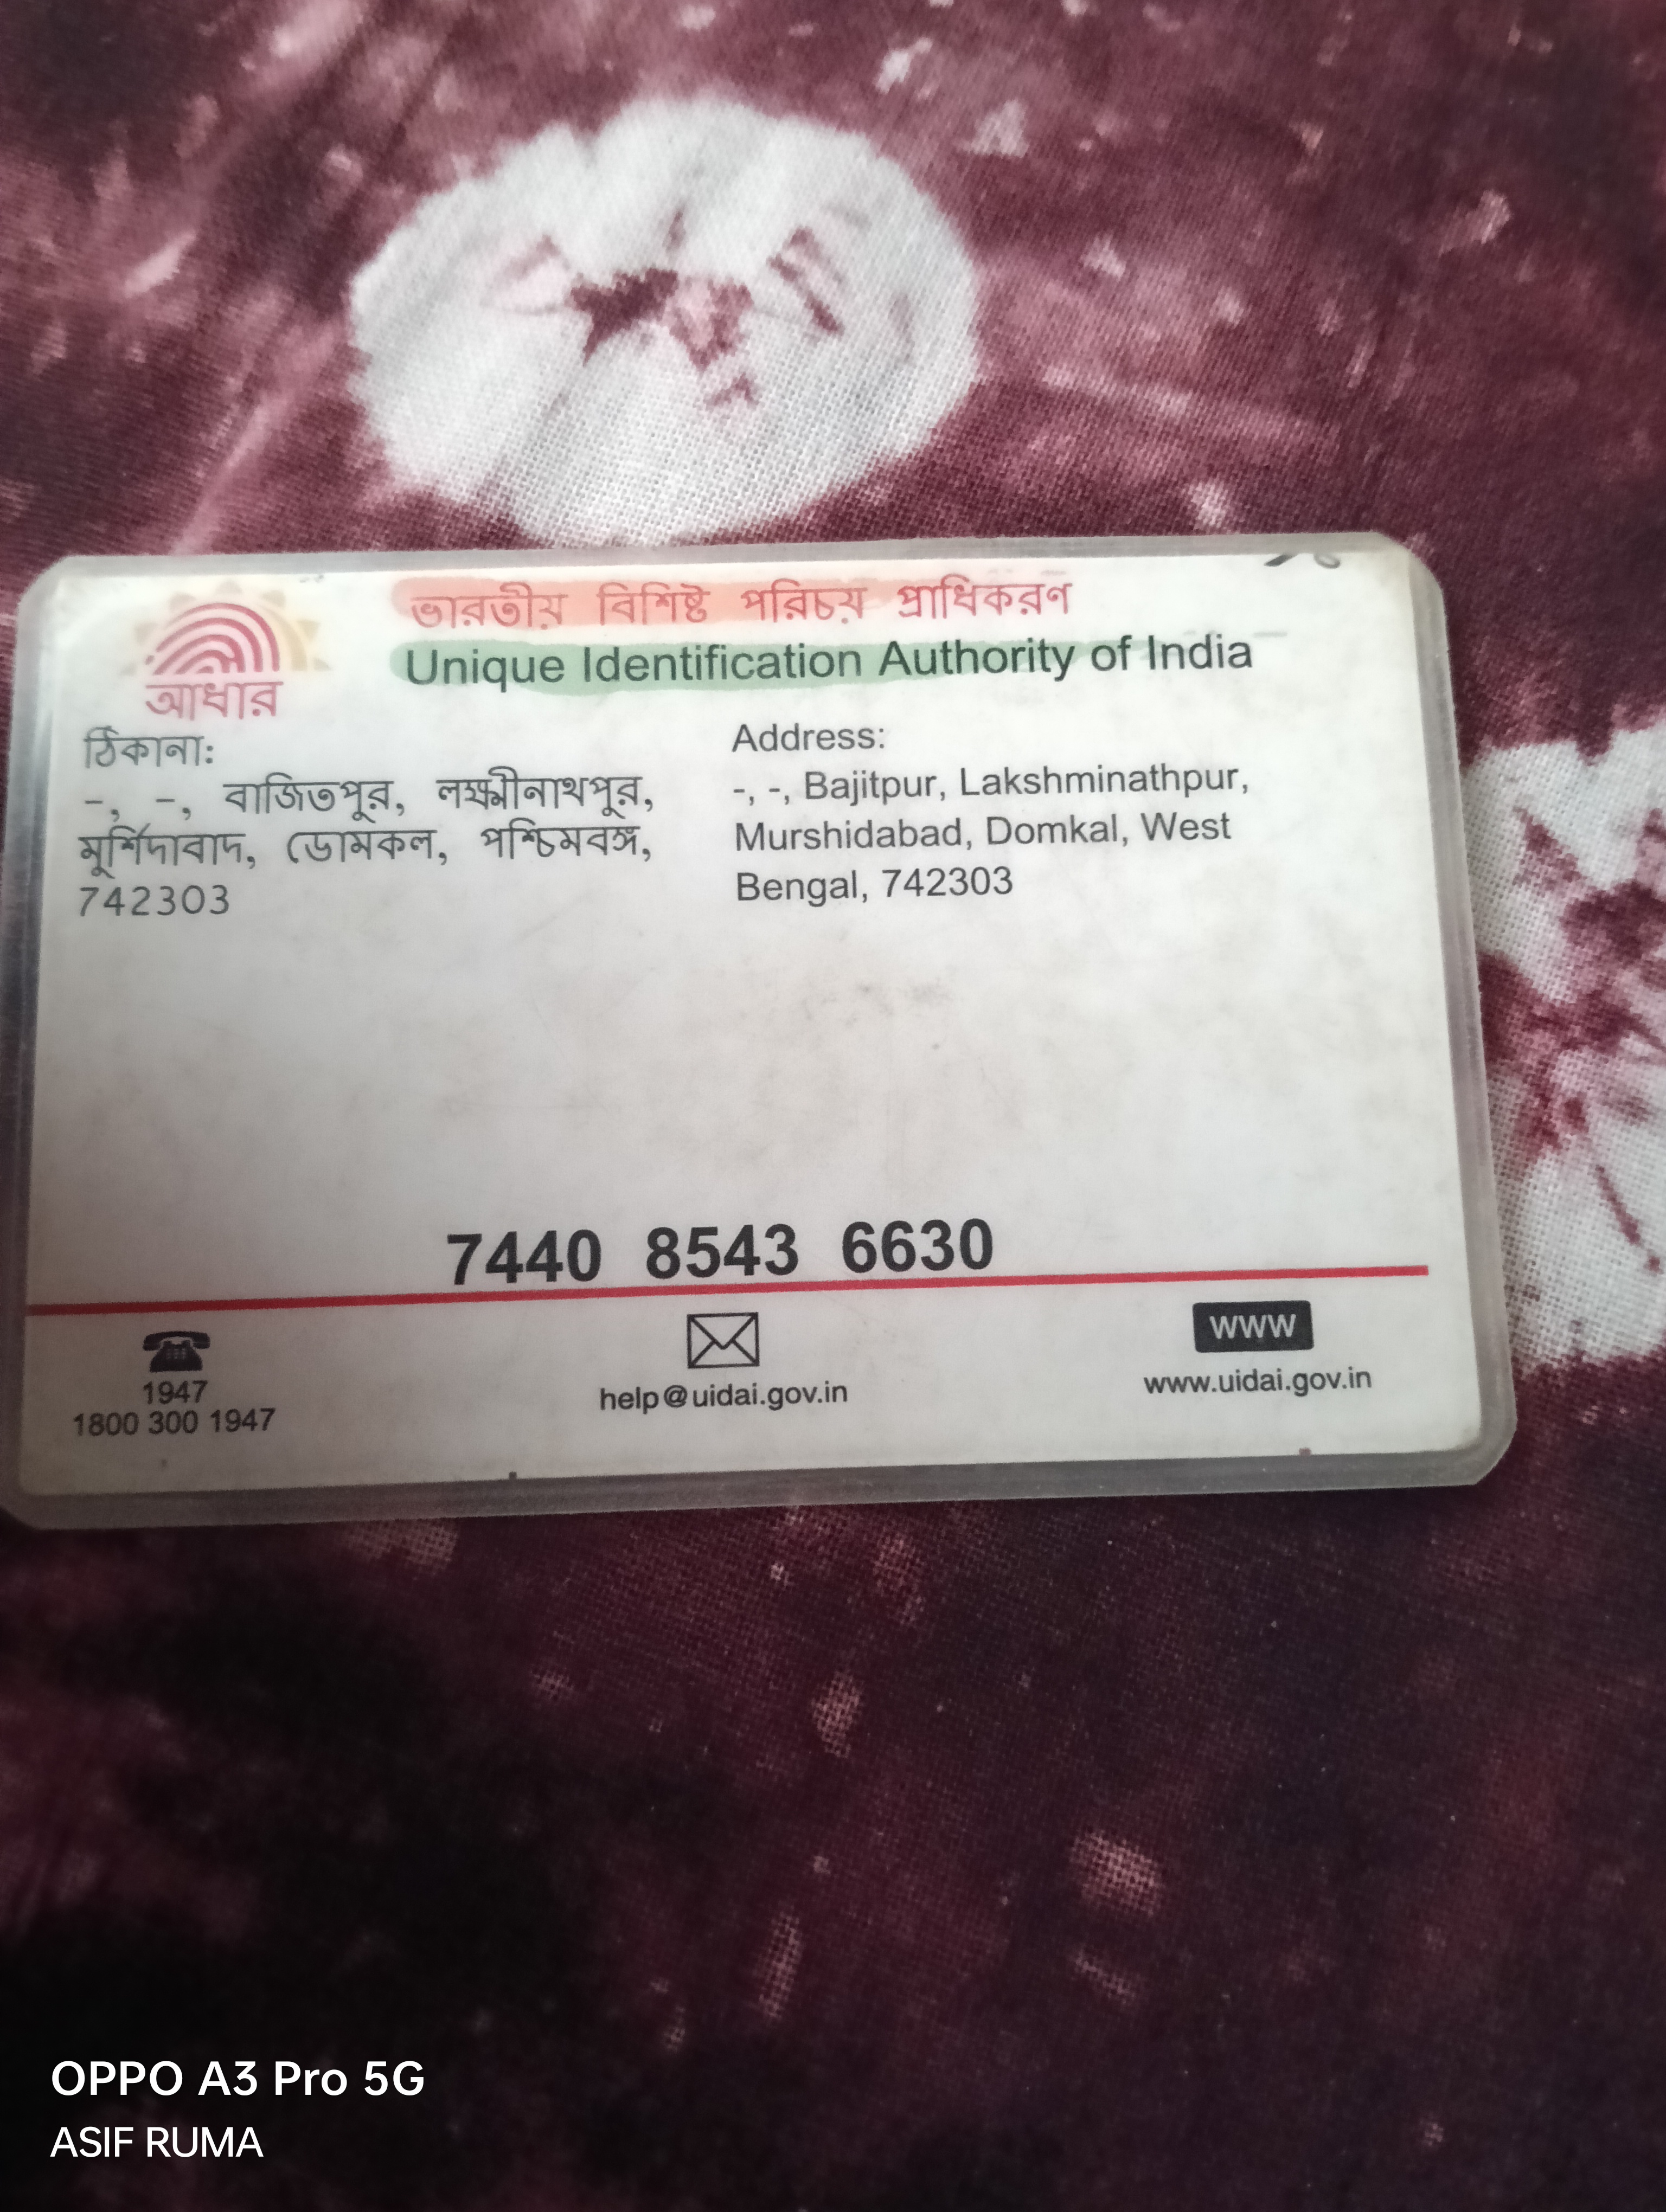 ভারতীয় বিশিষ্ট পরিচয় প্রাধিকরণ
Unique Identification Authority of India
আধার
ঠিকানা:
-, -, বাজিতপুর, লক্ষ্মীনাথপুর,
মুর্শিদাবাদ, ডোমকল, পশ্চিমবঙ্গ,
742303
Address:
-, -, Bajitpur, Lakshminathpur,
Murshidabad, Domkal, West
Bengal, 742303
7440 8543 6630
1947
1800 300 1947
help@uidai.gov.in
WWW
www.uidai.gov.in
OPPO A3 Pro 5G
ASIF RUMA